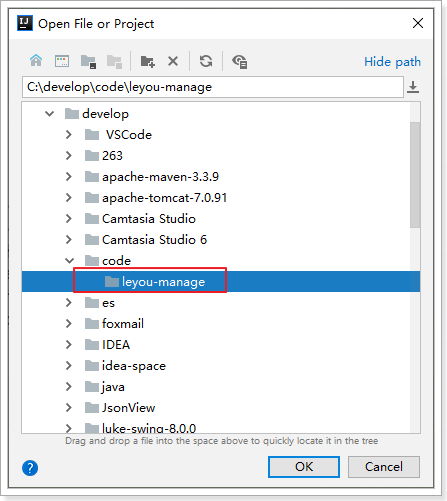 IJ
Open File or Project
Hide path
C:\develop\code\leyou-manage
develop
VSCode
263
apache-maven-3.3.9
apache-tomcat-7.0.91
Camtasia Studio
Camtasia Studio 6
code
leyou-manage
es
foxmail
IDEA
idea-space
java
JsonView
luke-swing-8.0.0
Drag and drop a file into the space above to quickly locate it in the tree
?
OK
Cancel